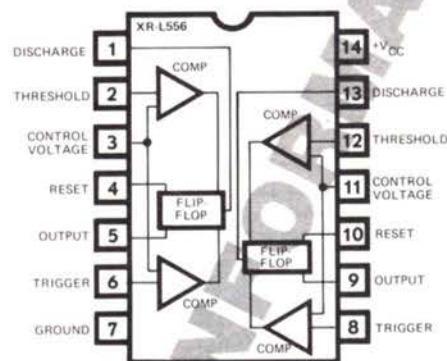 XR-L556
DISCHARGE 1
THRESHOLD 2
CONTROL VOLTAGE 3
RESET 4
OUTPUT 5
TRIGGER 6
GROUND 7
COMP
FLIP-
FLOP
COMP
14 +VCC
13 DISCHARGE
COMP
12 THRESHOLD
11 CONTROL
VOLTAGE
10 RESET
FLIP-
FLOP
9 OUTPUT
COMP
8 TRIGGER
NFORMA